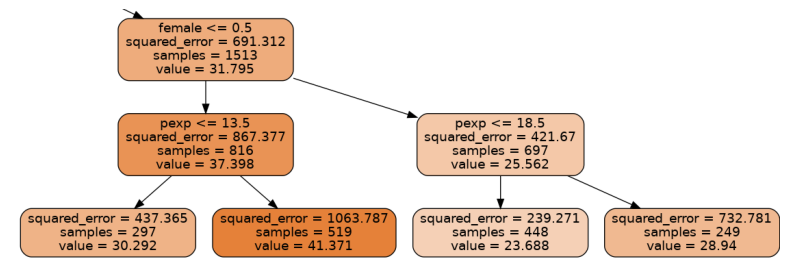 female <= 0.5
squared_error = 691.312
samples = 1513
value = 31.795
pexp <= 13.5
squared_error = 867.377
samples = 816
value = 37.398
pexp <= 18.5
squared_error = 421.67
samples = 697
value = 25.562
squared_error = 437.365
samples = 297
value = 30.292
squared_error = 1063.787
samples = 519
value = 41.371
squared_error = 239.271
samples = 448
value = 23.688
squared_error = 732.781
samples = 249
value = 28.94